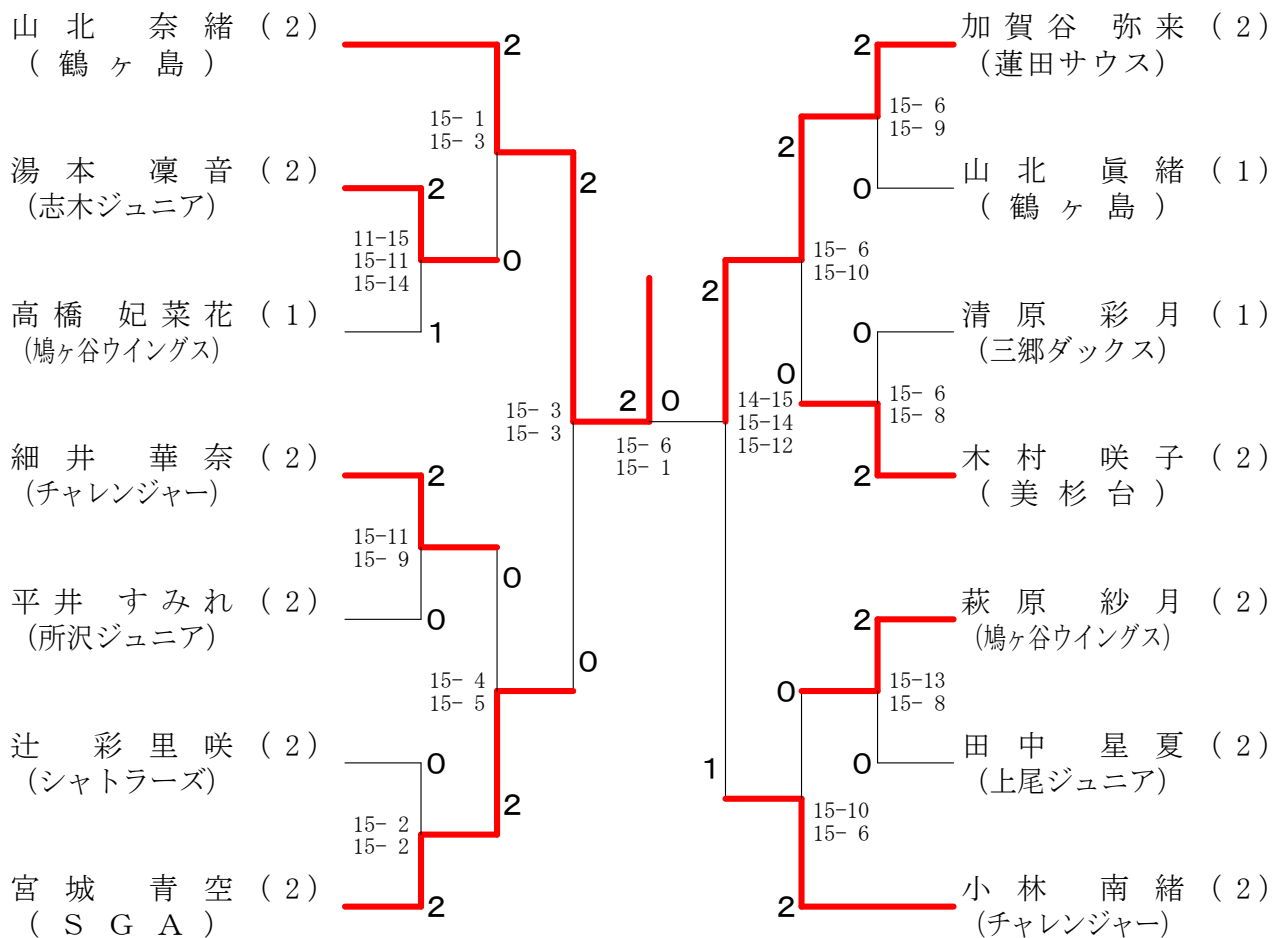 山北 奈緒 (2)
(鶴ヶ島)
2
15- 1
15- 3
湯本 凜音 (2)
(志木ジュニア)
2
2
11-15
15-11
15-14
0
高橋 妃菜花 (1)
(鳩ヶ谷ウイングス)
1
15- 3
15- 3
細井 華奈 (2)
(チャレンジャー)
2
15-11
15- 9
0
平井 すみれ (2)
(所沢ジュニア)
0
0
15- 4
15- 5
辻 彩里咲 (2)
(シャトラーズ)
0
2
15- 2
15- 2
宮城 青空 (2)
(SGA)
2
2 0
15- 6
15- 1
加賀谷 弥来 (2)
(蓮田サウス)
2
15- 6
15- 9
2
山北 眞緒 (1)
(鶴ヶ島)
0
15- 6
15-10
2
清原 彩月 (1)
(三郷ダックス)
0
0
15- 6
15- 8
14-15
15-14
15-12
木村 咲子 (2)
(美杉台)
2
萩原 紗月 (2)
(鳩ヶ谷ウイングス)
2
15-13
15- 8
0
田中 星夏 (2)
(上尾ジュニア)
0
1
15-10
15- 6
小林 南緒 (2)
(チャレンジャー)
2